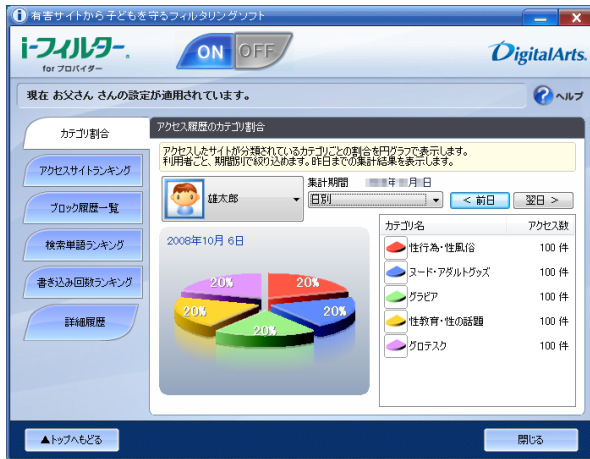 有害サイトから子どもを守るフィルタリングソフト
i-フィルター.
for プロバイダー
ON OFF
DigitalArts.
現在 お父さん さんの設定が適用されています。
ヘルプ
カテゴリ割合
アクセスサイトランキング
ブロック履歴一覧
検索単語ランキング
書き込み回数ランキング
詳細履歴
アクセス履歴のカテゴリ割合
アクセスしたサイトが分類されているカテゴリごとの割合を円グラフで表示します。
利用者ごと、期間別で絞り込めます。昨日までの集計結果を表示します。
雄太郎
集計期間 年 月 日
日別
< 前日
翌日 >
2008年10月 6日
20%
20%
20%
20%
20%
カテゴリ名 アクセス数
性行為・性風俗 100 件
ヌード・アダルトグッズ 100 件
グラビア 100 件
性教育・性の話題 100 件
グロテスク 100 件
▲トップへもどる
閉じる